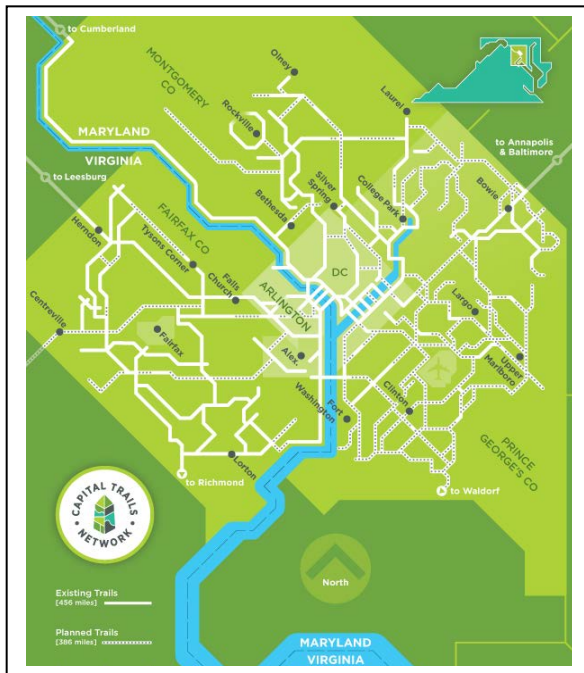 to Cumberland
MONTGOMERY
CO
Olney
Rockville
Laurel
MARYLAND
VIRGINIA
to Annapolis
& Baltimore
to Leesburg
Silver
Spring
College Park
Bethesda
Bowie
FAIRFAX CO
Herndon
Tysons Corner
Falls
Church
DC
ARLINGTON
Centreville
Fairfax
Largo
Alex.
Upper
Marlboro
Fort
Washington
Clinton
PRINCE
GEORGE'S CO
Lorton
to Richmond
to Waldorf
CAPITAL TRAILS
NETWORK
North
Existing Trails
[456 miles]
Planned Trails
[386 miles]
MARYLAND
VIRGINIA